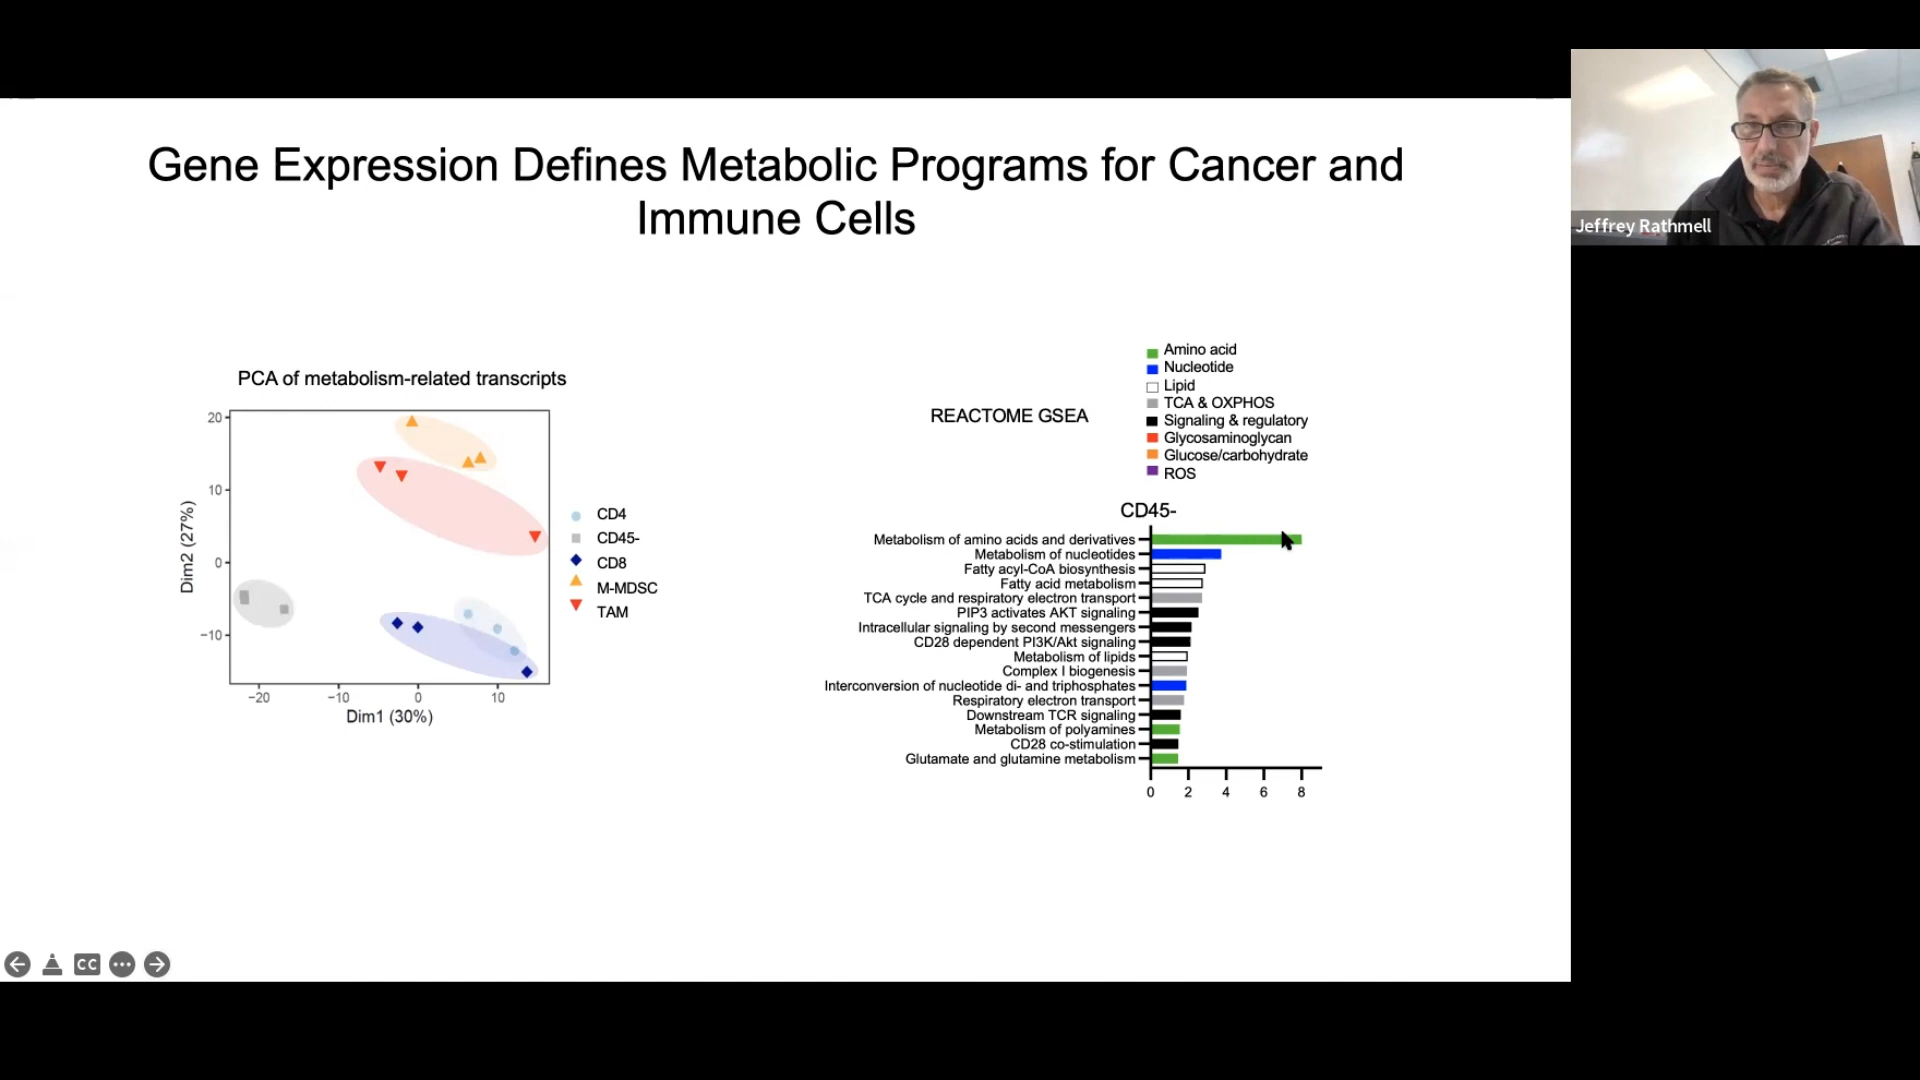 Gene Expression Defines Metabolic Programs for Cancer and
Immune Cells
Jeffrey Rathmell
PCA of metabolism-related transcripts
20
10
0
−10
Dim2 (27%)
−20
−10
0
10
Dim1 (30%)
CD4
CD45-
CD8
M-MDSC
TAM
REACTOME GSEA
Amino acid
Nucleotide
Lipid
TCA & OXPHOS
Signaling & regulatory
Glycosaminoglycan
Glucose/carbohydrate
ROS
CD45-
Metabolism of amino acids and derivatives
Metabolism of nucleotides
Fatty acyl-CoA biosynthesis
Fatty acid metabolism
TCA cycle and respiratory electron transport
PIP3 activates AKT signaling
Intracellular signaling by second messengers
CD28 dependent PI3K/Akt signaling
Metabolism of lipids
Complex I biogenesis
Interconversion of nucleotide di- and triphosphates
Respiratory electron transport
Downstream TCR signaling
Metabolism of polyamines
CD28 co-stimulation
Glutamate and glutamine metabolism
0 2 4 6 8
CC